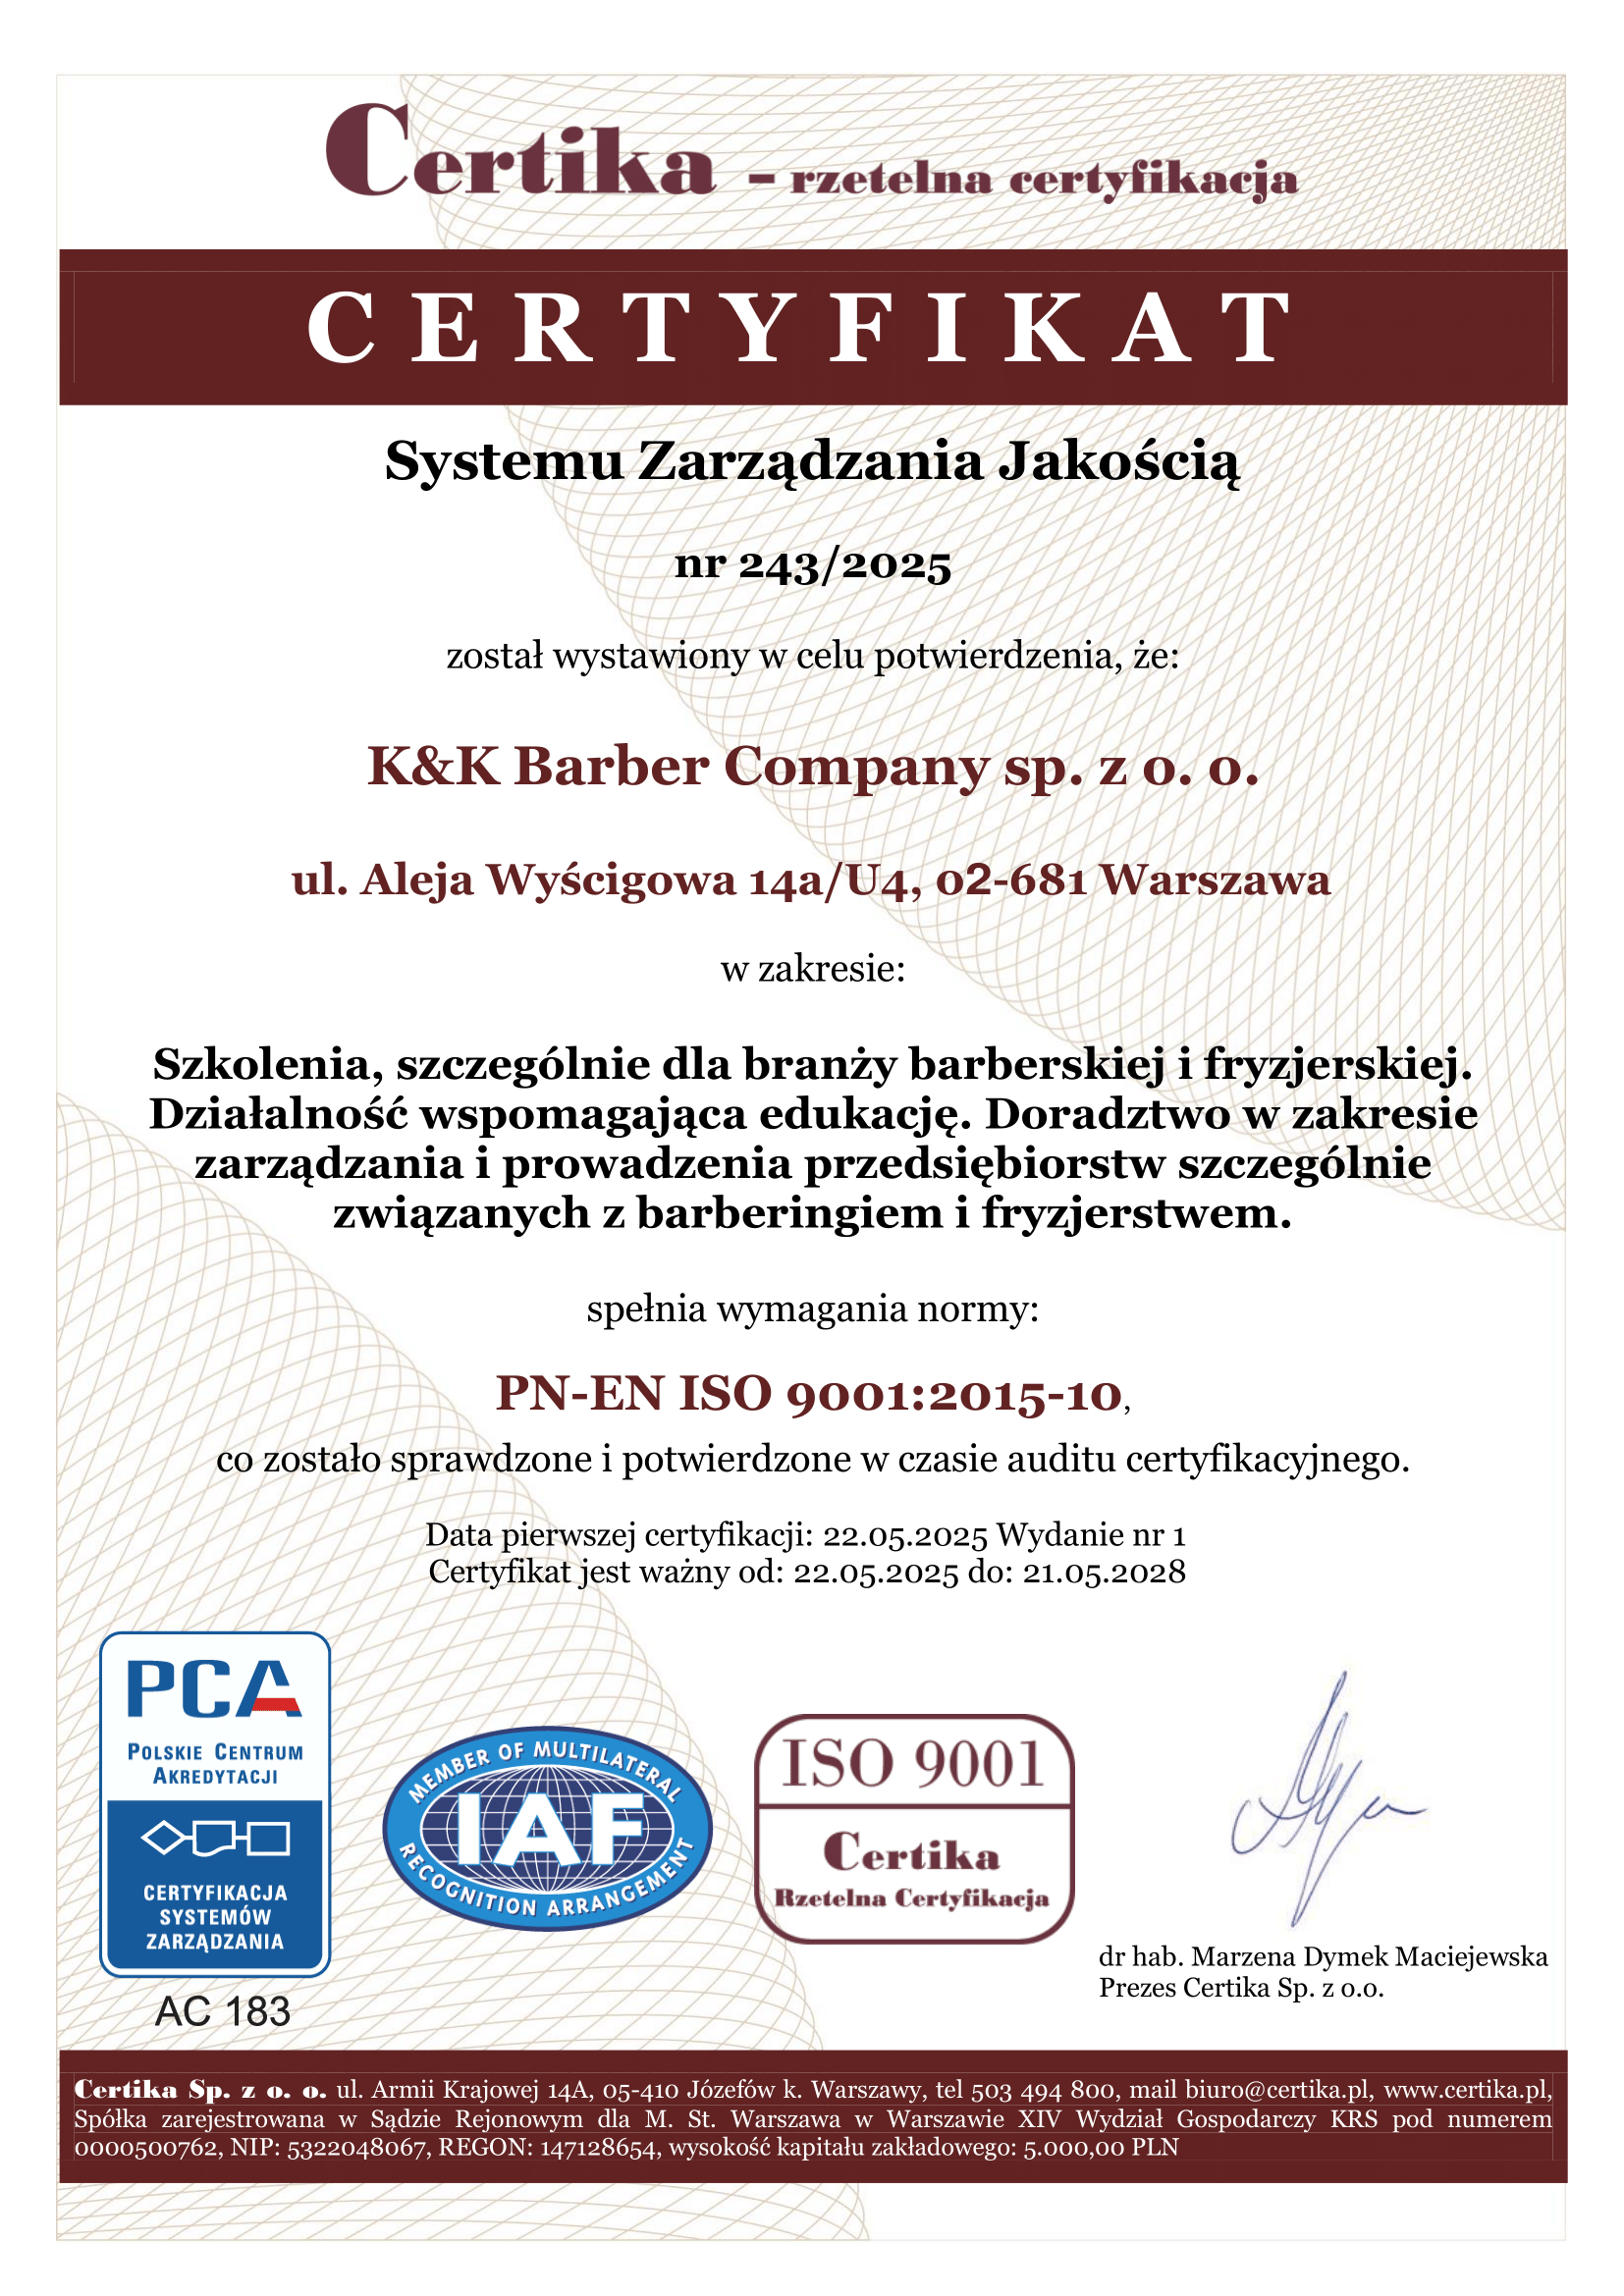 Certika – rzetelna certyfikacja
CERTYFIKAT
Systemu Zarządzania Jakością
nr 243/2025
został wystawiony w celu potwierdzenia, że:
K&K Barber Company sp. z o. o.
ul. Aleja Wyścigowa 14a/U4, 02-681 Warszawa
w zakresie:
Szkolenia, szczególnie dla branży barberskiej i fryzjerskiej.
Działalność wspomagająca edukację. Doradztwo w zakresie
zarządzania i prowadzenia przedsiębiorstw szczególnie
związanych z barberingiem i fryzjerstwem.
spełnia wymagania normy:
PN-EN ISO 9001:2015-10,
co zostało sprawdzone i potwierdzone w czasie auditu certyfikacyjnego.
Data pierwszej certyfikacji: 22.05.2025 Wydanie nr 1
Certyfikat jest ważny od: 22.05.2025 do: 21.05.2028
PCA
POLSKIE CENTRUM
AKREDYTACJI
CERTYFIKACJA
SYSTEMÓW
ZARZĄDZANIA
AC 183
MEMBER OF MULTILATERAL
IAF
RECOGNITION ARRANGEMENT
ISO 9001
Certika
Rzetelna Certyfikacja
dr hab. Marzena Dymek Maciejewska
Prezes Certika Sp. z o.o.
Certika Sp. z o. o. ul. Armii Krajowej 14A, 05-410 Józefów k. Warszawy, tel 503 494 800, mail biuro@certika.pl, www.certika.pl,
Spółka zarejestrowana w Sądzie Rejonowym dla M. St. Warszawa w Warszawie XIV Wydział Gospodarczy KRS pod numerem
0000500762, NIP: 5322048067, REGON: 147128654, wysokość kapitału zakładowego: 5.000,00 PLN